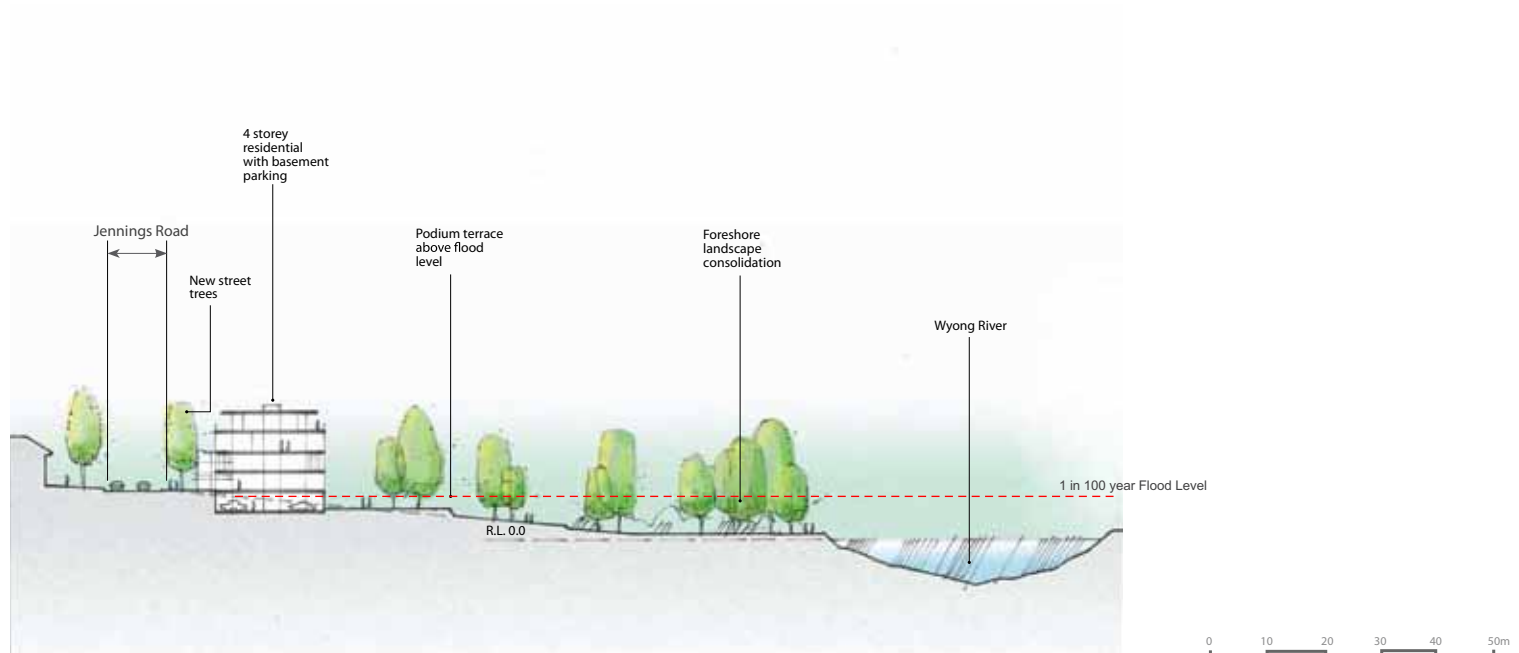 4 storey
residential
with basement
parking
Jennings Road
New street
trees
Podium terrace
above flood
level
Foreshore
landscape
consolidation
Wyong River
1 in 100 year Flood Level
R.L. 0.0
0 10 20 30 40 50m